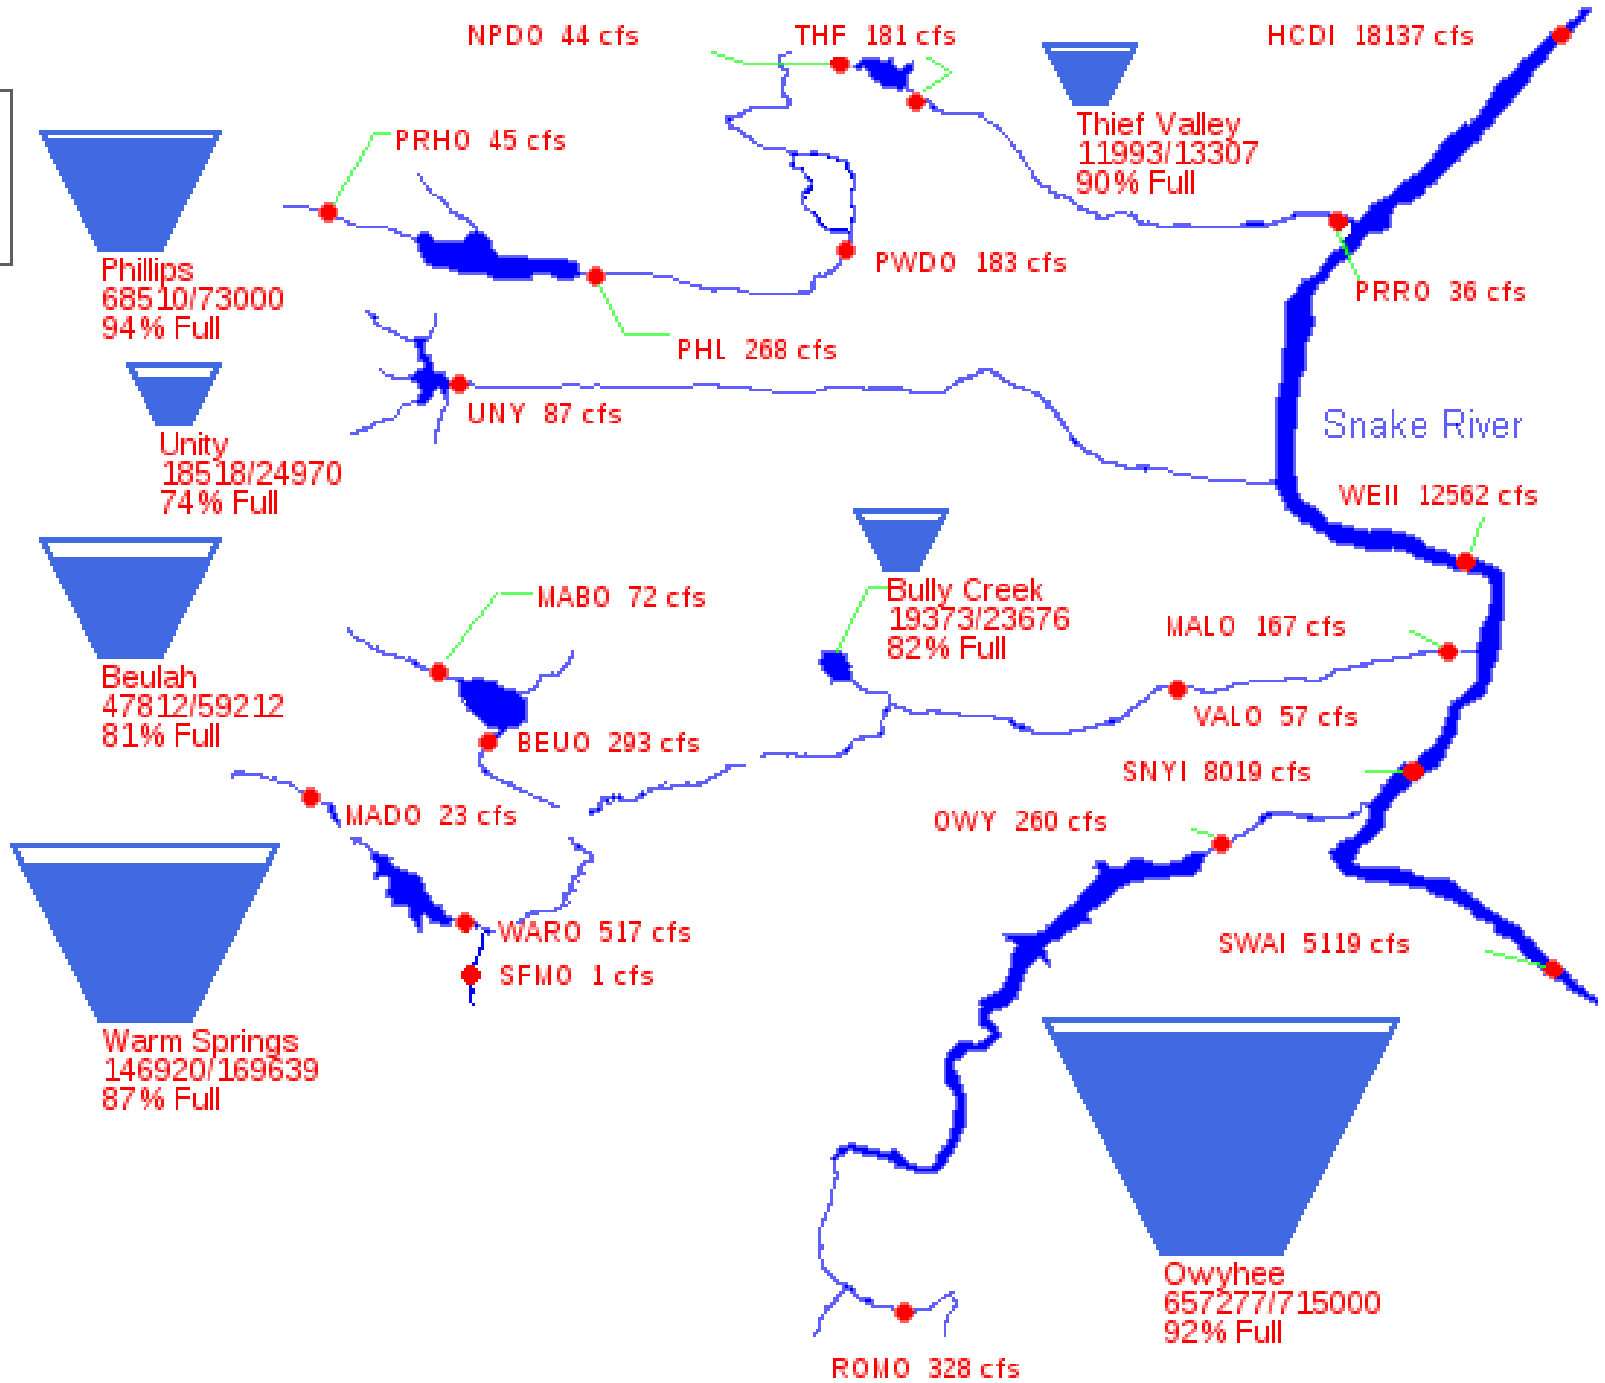 NPDO 44 cfs
THF 181 cfs
HCDI 18137 cfs
PRHO 45 cfs
Thief Valley
11993/13307
90% Full
Phillips
68510/73000
94% Full
PWDO 183 cfs
PRRO 36 cfs
PHL 268 cfs
UNY 87 cfs
Snake River
Unity
18518/24970
74% Full
WEII 12562 cfs
MABO 72 cfs
Bully Creek
19373/23676
82% Full
MALO 167 cfs
Beulah
47812/59212
81% Full
VALO 57 cfs
BEUO 293 cfs
SNYI 8019 cfs
MADO 23 cfs
OWY 260 cfs
WARO 517 cfs
SWAI 5119 cfs
SFMO 1 cfs
Warm Springs
146920/169639
87% Full
Owyhee
657277/715000
92% Full
ROMO 328 cfs